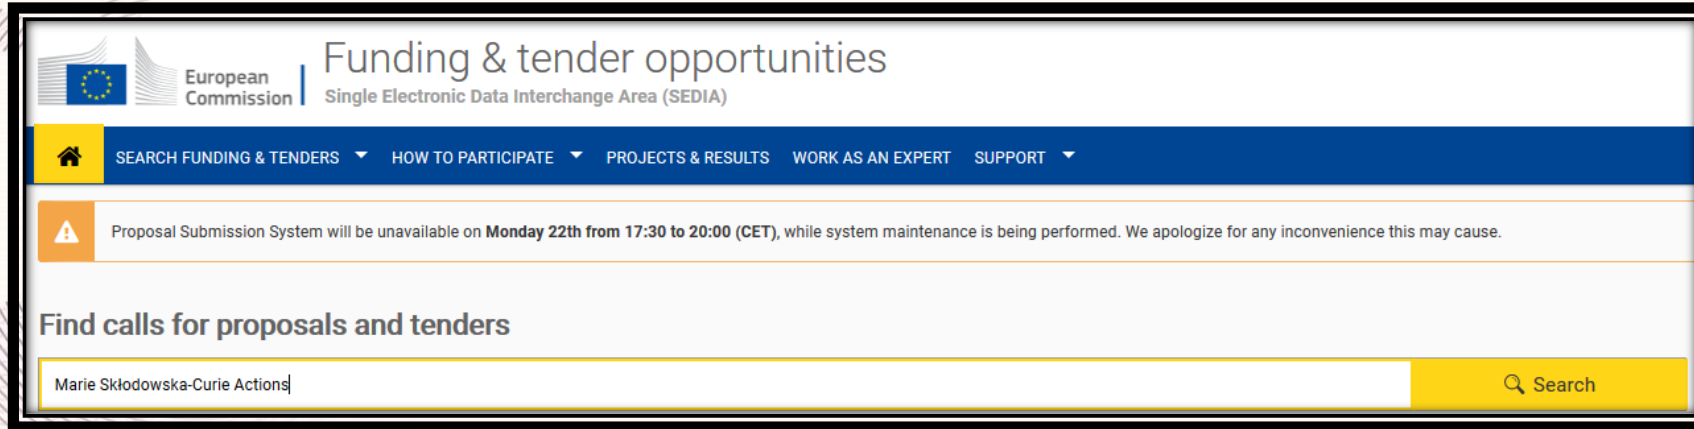 European
Commission
Funding & tender opportunities
Single Electronic Data Interchange Area (SEDIA)
SEARCH FUNDING & TENDERS HOW TO PARTICIPATE PROJECTS & RESULTS WORK AS AN EXPERT SUPPORT
Proposal Submission System will be unavailable on Monday 22th from 17:30 to 20:00 (CET), while system maintenance is being performed. We apologize for any inconvenience this may cause.
Find calls for proposals and tenders
Marie Skłodowska-Curie Actions
Search